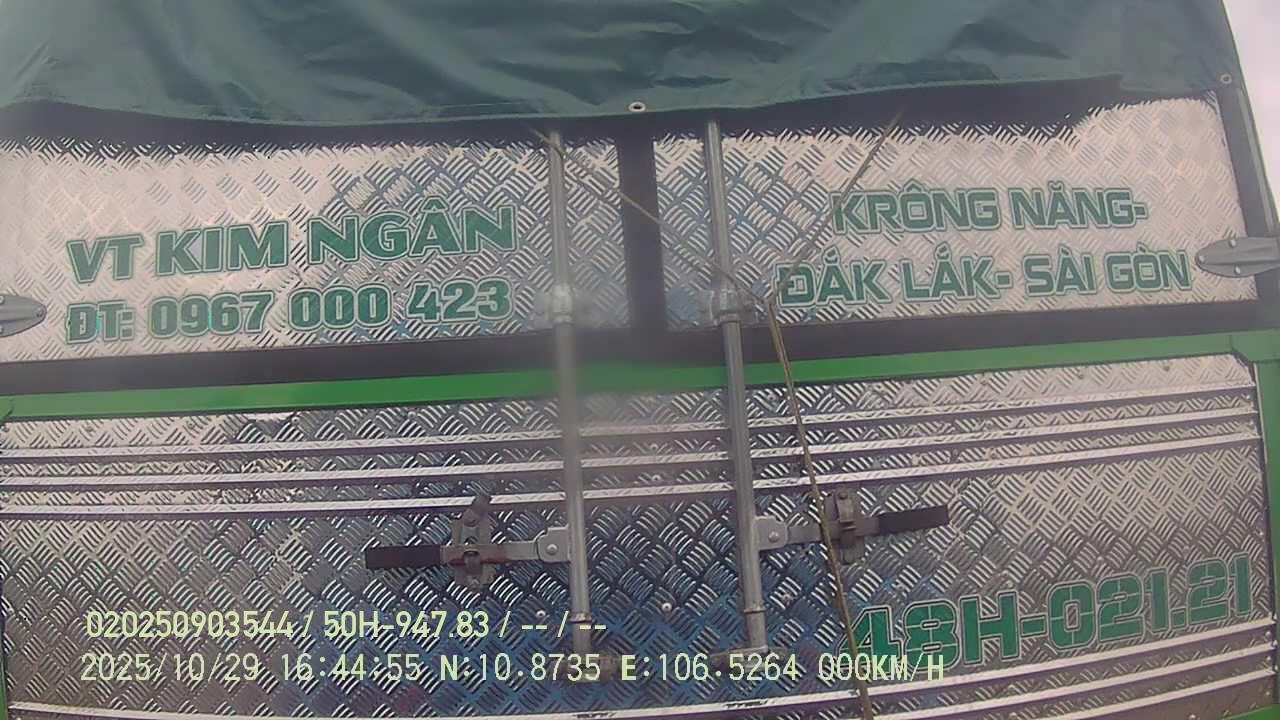 VT KIM NGÂN
ĐT: 0967 000 423
KRÔNG NĂNG-
ĐẮK LẮK- SÀI GÒN
48H-021.21
020250903544 / 50H-947.83 / -- / --
2025/10/29 16:44:55 N:10.8735 E:106.5264 000KM/H